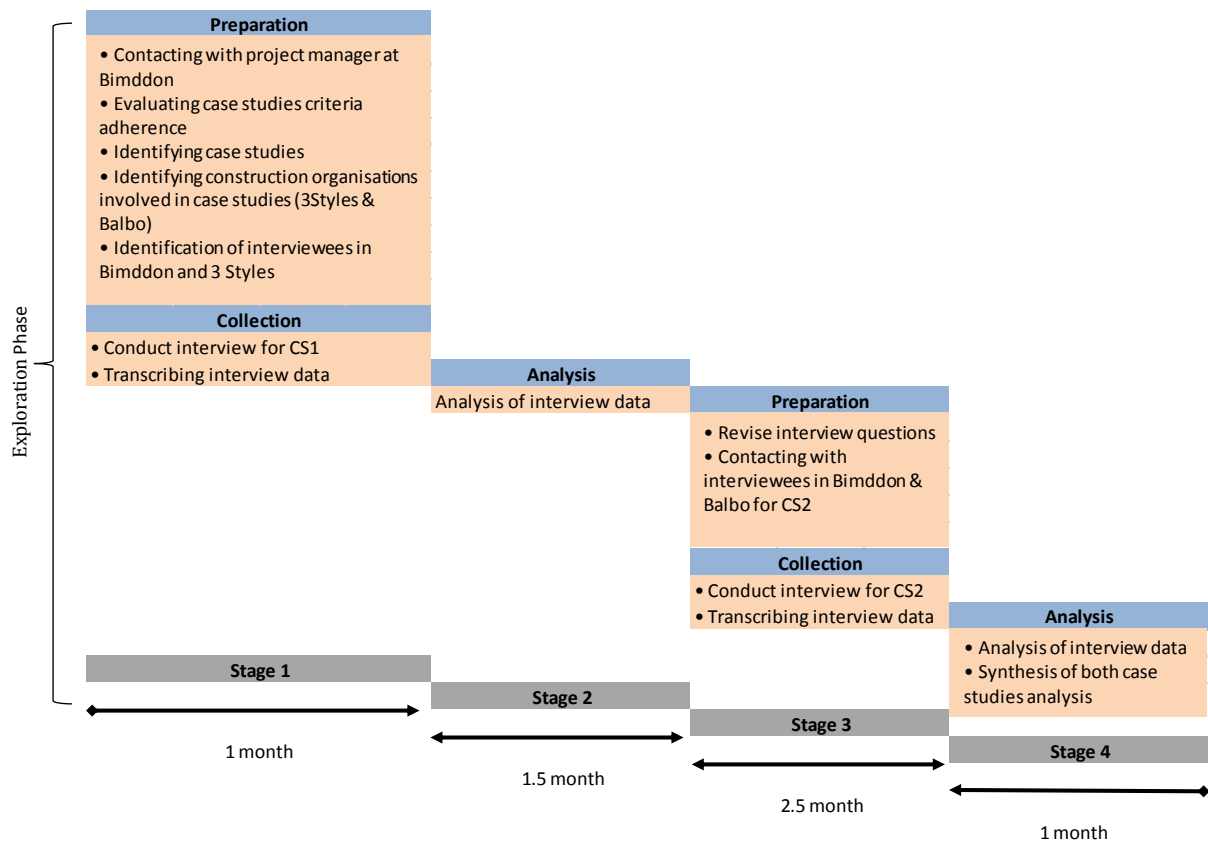 Exploration Phase
Preparation
• Contacting with project manager at
Bimddon
• Evaluating case studies criteria
adherence
• Identifying case studies
• Identifying construction organisations
involved in case studies (3Styles &
Balbo)
• Identification of interviewees in
Bimddon and 3 Styles
Collection
• Conduct interview for CS1
• Transcribing interview data
Analysis
Analysis of interview data
Preparation
• Revise interview questions
• Contacting with
interviewees in Bimddon &
Balbo for CS2
Collection
• Conduct interview for CS2
• Transcribing interview data
Analysis
• Analysis of interview data
• Synthesis of both case
studies analysis
Stage 1
1 month
Stage 2
1.5 month
Stage 3
2.5 month
Stage 4
1 month